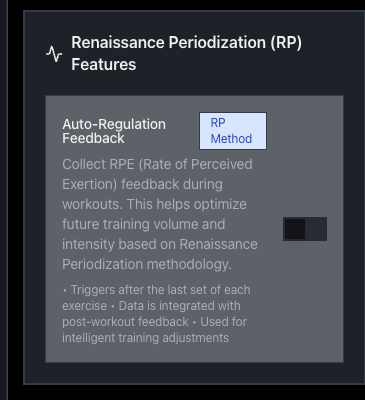 Renaissance Periodization (RP)
Features
Auto-Regulation
Feedback
RP
Method
Collect RPE (Rate of Perceived
Exertion) feedback during
workouts. This helps optimize
future training volume and
intensity based on Renaissance
Periodization methodology.
• Triggers after the last set of each
exercise • Data is integrated with
post-workout feedback • Used for
intelligent training adjustments